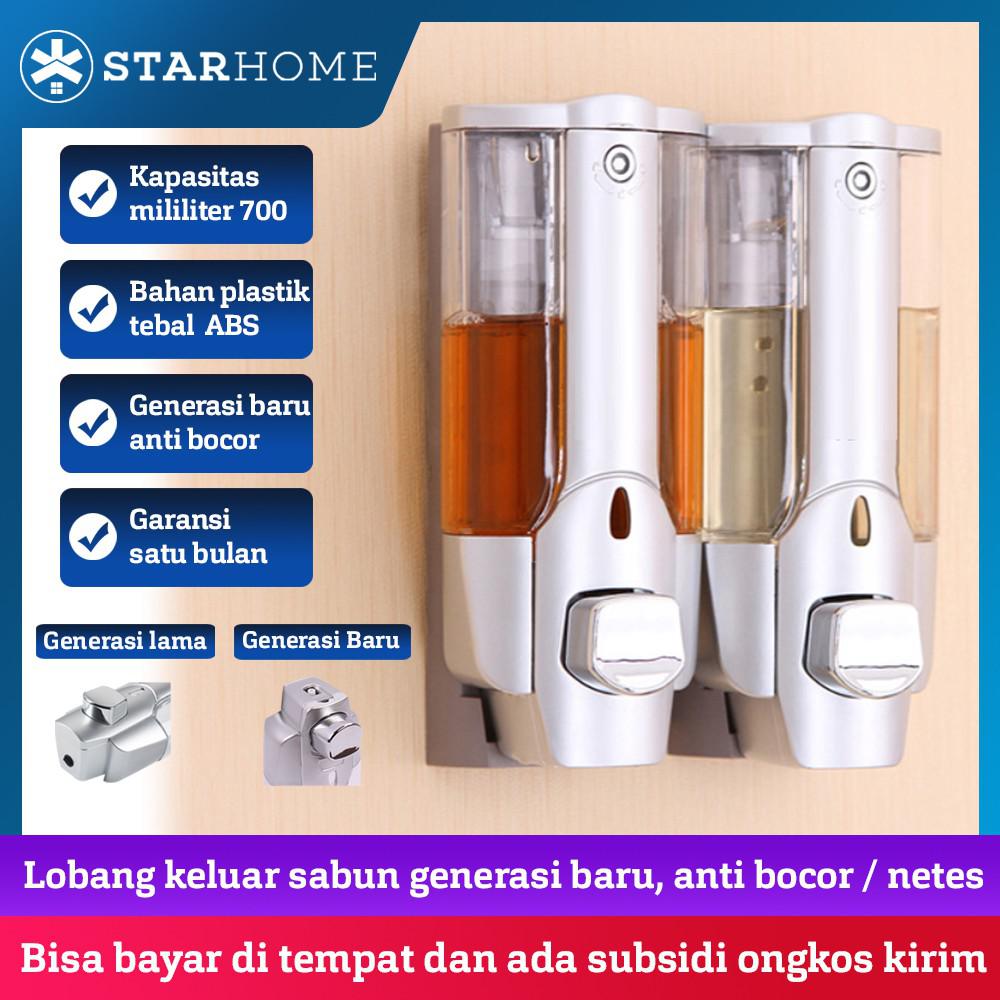 STARHOME
Kapasitas
mililiter 700
Bahan plastik
tebal ABS
Generasi baru
anti bocor
Garansi
satu bulan
Generasi lama
Generasi Baru
Lobang keluar sabun generasi baru, anti bocor / netes
Bisa bayar di tempat dan ada subsidi ongkos kirim